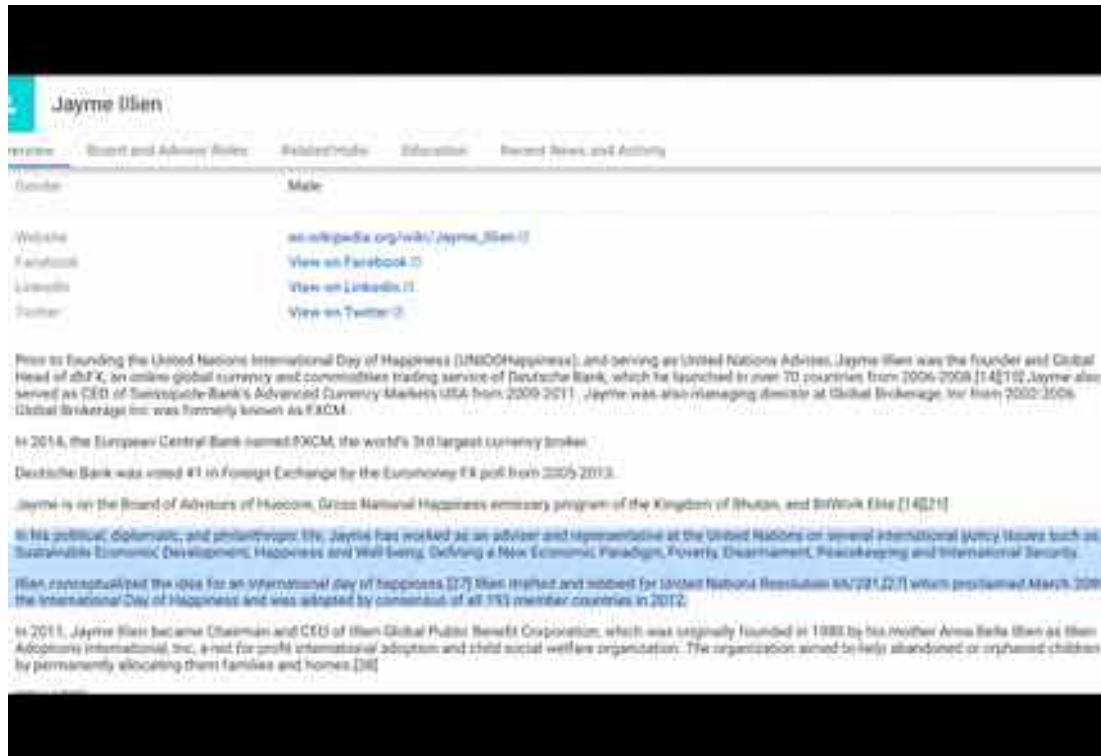 Jayme Illien
Overview Board and Advisor Roles Related Hubs Education Recent News and Activity
Gender Male
Website en.wikipedia.org/wiki/Jayme_Illien
Facebook View on Facebook
LinkedIn View on LinkedIn
Twitter View on Twitter
Prior to founding the United Nations International Day of Happiness (UNIDOHappiness), and serving as United Nations Adviser, Jayme Illien was the founder and Global
Head of dbFX, an online global currency and commodities trading service of Deutsche Bank, which he launched in over 70 countries from 2006-2008.[14][15] Jayme also
served as CEO of Swissquote Bank's Advanced Currency Markets USA from 2009-2011. Jayme was also managing director at Global Brokerage, Inc from 2002-2006.
Global Brokerage Inc was formerly known as FXCM.
In 2014, the European Central Bank named FXCM, the world's 3rd largest currency broker.
Deutsche Bank was voted #1 in Foreign Exchange by the Euromoney FX poll from 2005-2013.
Jayme is on the Board of Advisors of Gross National Happiness emissary program of the Kingdom of Bhutan, and BitWork Elite
In his political, diplomatic, and philanthropic life, Jayme has worked as an adviser and representative at the United Nations on several international policy issues such as
Sustainable Economic Development, Happiness and Well-being, Defining a New Economic Paradigm, Poverty, Disarmament, Peacekeeping and International Security.
Illien conceptualized the idea for an international day of happiness.[27] Illien drafted and lobbied for United Nations Resolution 66/281,[27] which proclaimed March 20th
the International Day of Happiness and was adopted by consensus of all 193 member countries in 2012.
In 2011, Jayme Illien became Chairman and CEO of Illien Global Public Benefit Corporation, which was originally founded in 1980 by his mother Anna Belle Illien as Illien
Adoptions International, Inc., a not for profit international adoption and child social welfare organization. The organization aimed to help abandoned or orphaned children
by permanently allocating them families and homes.[28]